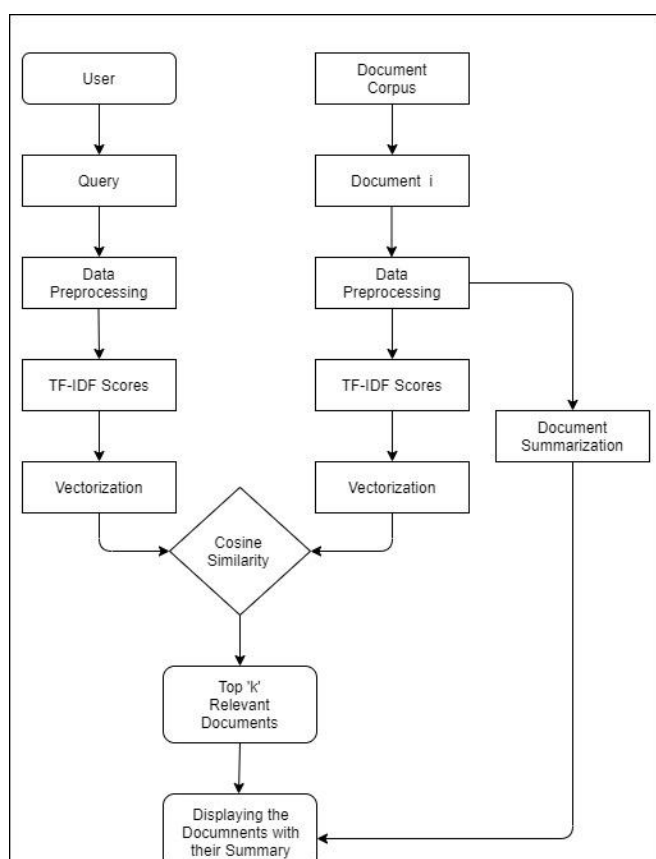 User
Document
Corpus
Query
Document i
Data
Preprocessing
Data
Preprocessing
TF-IDF Scores
TF-IDF Scores
Document
Summarization
Vectorization
Vectorization
Cosine
Similarity
Top 'k'
Relevant
Documents
Displaying the
Documnents with
their Summary